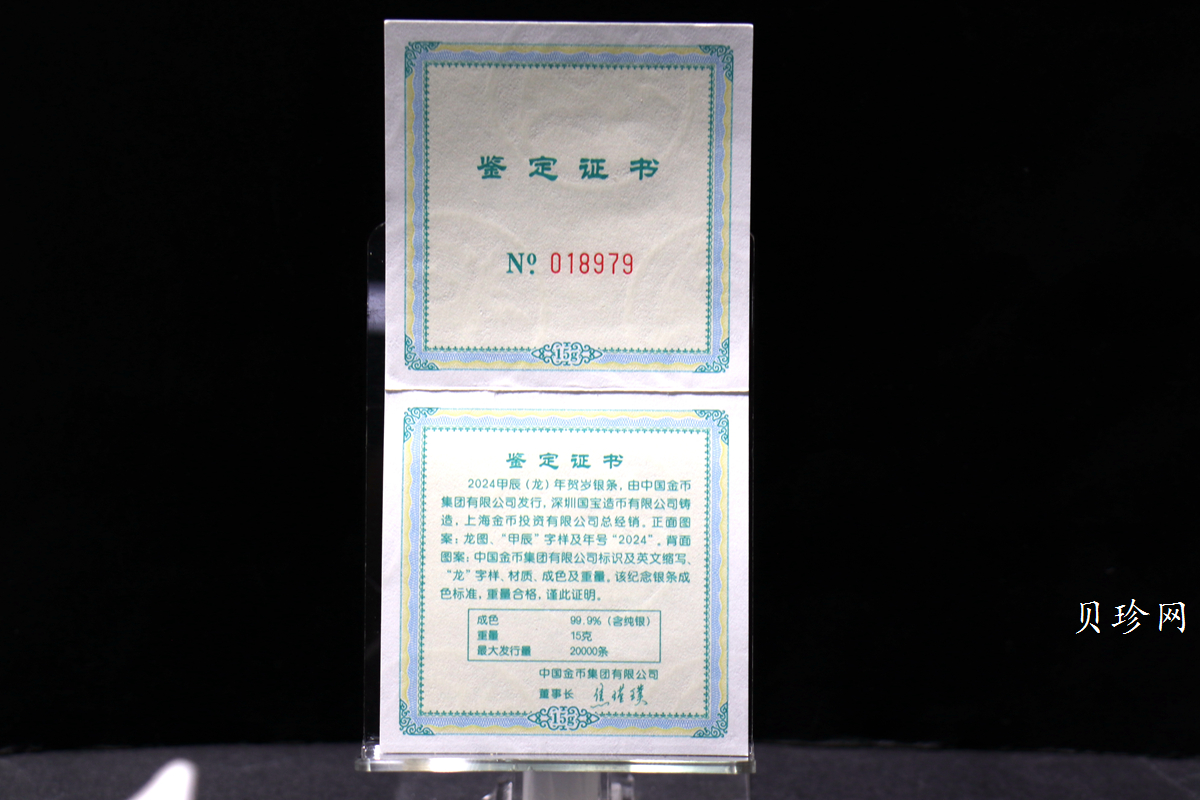 鉴定证书
Nº 018979
15g
鉴定证书
2024甲辰（龙）年贺岁银条，由中国金币
集团有限公司发行，深圳国宝造币有限公司铸
造，上海金币投资有限公司总经销。正面图
案：龙图、“甲辰”字样及年号“2024”。背面
图案：中国金币集团有限公司标识及英文缩写、
“龙”字样、材质、成色及重量。该纪念银条成
色标准，重量合格，谨此证明。
成色 99.9%（含纯银）
重量 15克
最大发行量 20000条
中国金币集团有限公司
董事长
15g
贝珍网